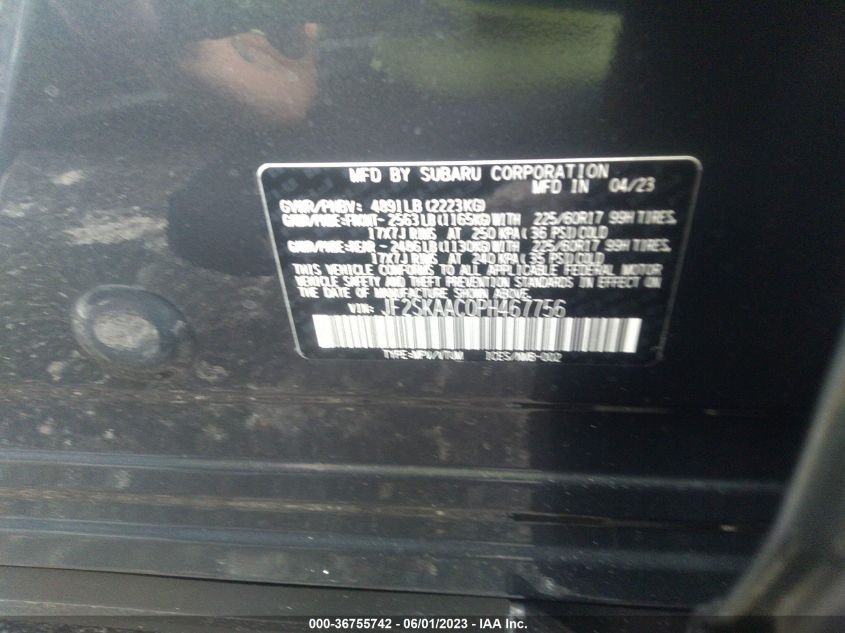 MFD BY SUBARU CORPORATION
MFD IN 04/23
GVWR/PNBV: 4891LB(2223KG)
GAWR/PNBE:FRONT-2563LB(1165KG)WITH 225/60R17 99H TIRES,
17X7J RIMS AT 250 KPA(36 PSI)COLD
GAWR/PNBE:REAR -2486LB(1130KG)WITH 225/60R17 99H TIRES,
17X7J RIMS AT 240 KPA(35 PSI)COLD
THIS VEHICLE CONFORMS TO ALL APPLICABLE FEDERAL MOTOR
VEHICLE SAFETY AND THEFT PREVENTION STANDARDS IN EFFECT ON
THE DATE OF MANUFACTURE SHOWN ABOVE.
VIN: JF2SKAAC0PH467756
TYPE:MPV/VTUM ICES/NMB-002
000-36755742 - 06/01/2023 - IAA Inc.